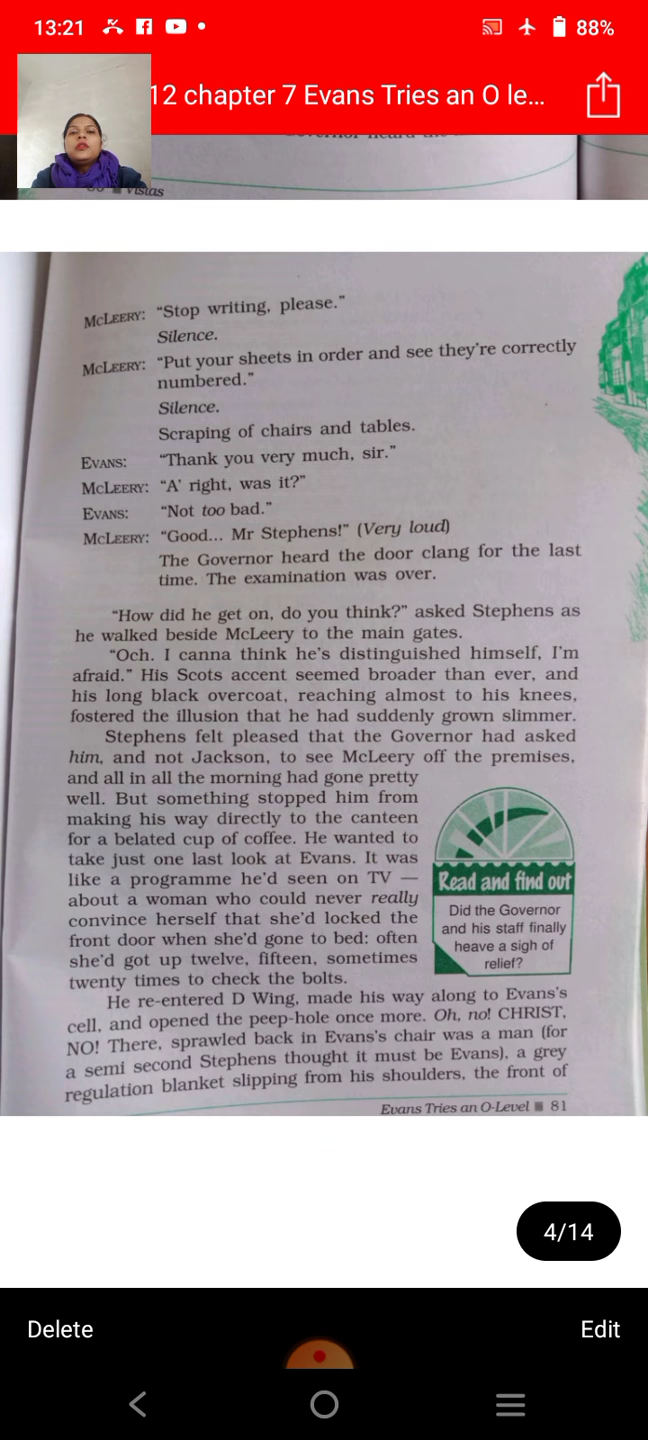 13:21
88%
12 chapter 7 Evans Tries an O le...
Vistas
McLEERY: “Stop writing, please.”
Silence.
McLEERY: “Put your sheets in order and see they’re correctly
numbered.”
Silence.
Scraping of chairs and tables.
EVANS: “Thank you very much, sir.”
McLEERY: “A’ right, was it?”
EVANS: “Not too bad.”
McLEERY: “Good... Mr Stephens!” (Very loud)
The Governor heard the door clang for the last
time. The examination was over.
“How did he get on, do you think?” asked Stephens as
he walked beside McLeery to the main gates.
“Och. I canna think he’s distinguished himself, I’m
afraid.” His Scots accent seemed broader than ever, and
his long black overcoat, reaching almost to his knees,
fostered the illusion that he had suddenly grown slimmer.
Stephens felt pleased that the Governor had asked
him, and not Jackson, to see McLeery off the premises,
and all in all the morning had gone pretty
well. But something stopped him from
making his way directly to the canteen
for a belated cup of coffee. He wanted to
take just one last look at Evans. It was
like a programme he’d seen on TV —
about a woman who could never really
convince herself that she’d locked the
front door when she’d gone to bed: often
she’d got up twelve, fifteen, sometimes
twenty times to check the bolts.
Read and find out
Did the Governor
and his staff finally
heave a sigh of
relief?
He re-entered D Wing, made his way along to Evans’s
cell, and opened the peep-hole once more. Oh, no! CHRIST,
NO! There, sprawled back in Evans’s chair was a man (for
a semi second Stephens thought it must be Evans), a grey
regulation blanket slipping from his shoulders, the front of
Evans Tries an O-Level ■ 81
4/14
Delete
Edit